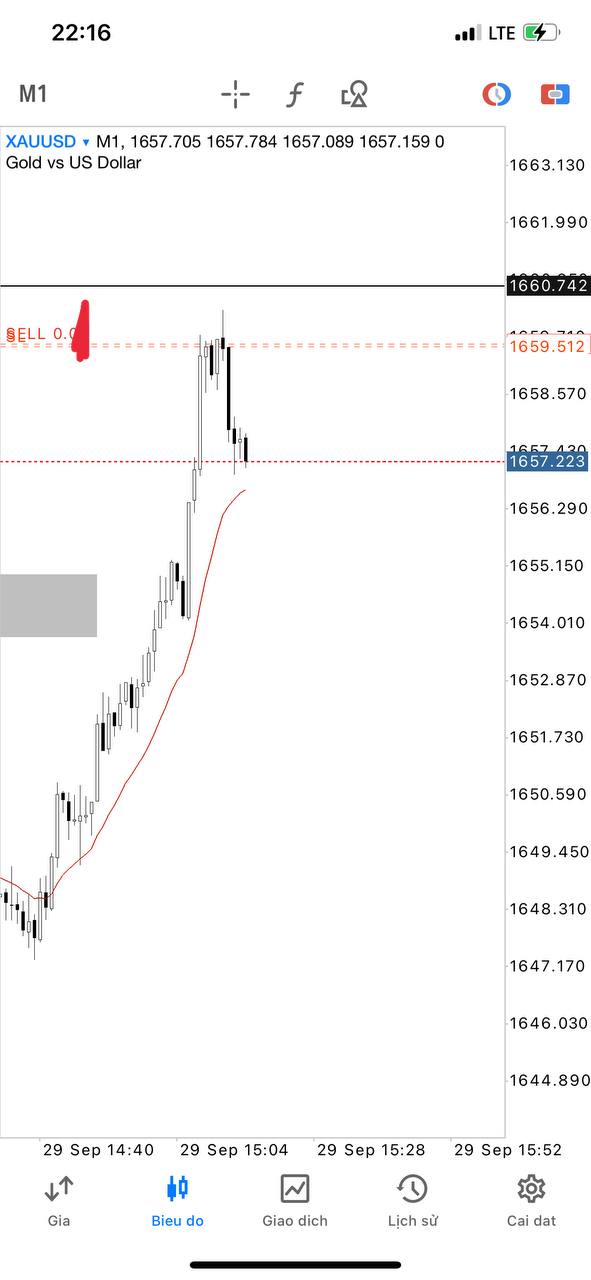 22:16
LTE
M1
XAUUSD M1, 1657.705 1657.784 1657.089 1657.159 0
Gold vs US Dollar
1663.130
1661.990
1660.742
SELL 0.0
1659.512
1658.570
1657.430
1657.223
1656.290
1655.150
1654.010
1652.870
1651.730
1650.590
1649.450
1648.310
1647.170
1646.030
1644.890
29 Sep 14:40 29 Sep 15:04 29 Sep 15:28 29 Sep 15:52
Gia Bieu do Giao dich Lịch sử Cai dat